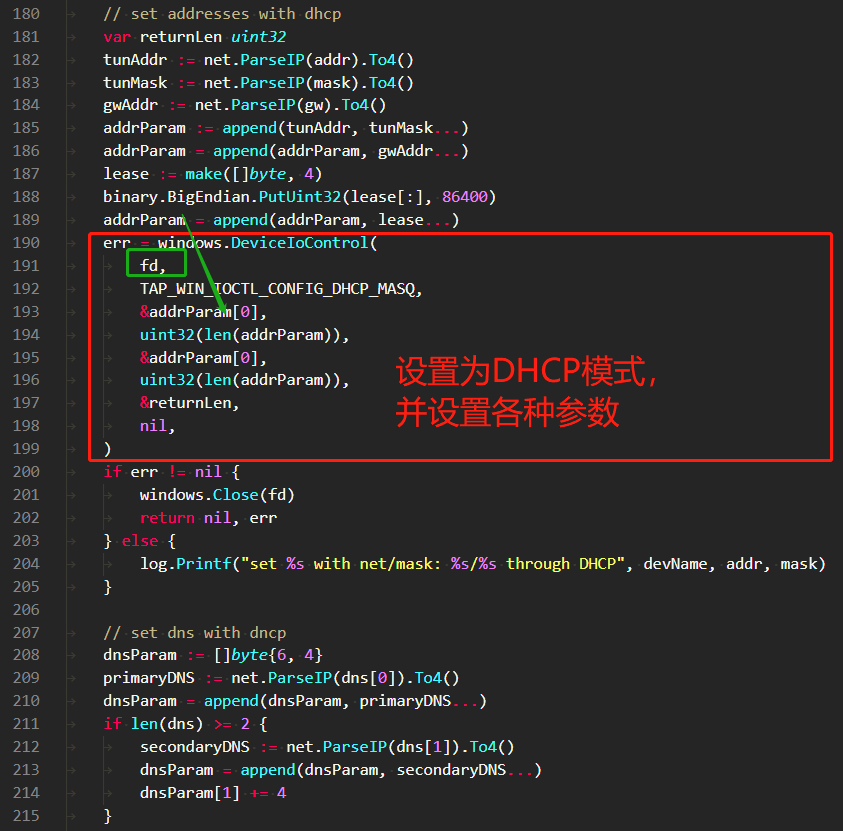 180 // set addresses with dhcp
181 var returnLen uint32
182 tunAddr := net.ParseIP(addr).To4()
183 tunMask := net.ParseIP(mask).To4()
184 gwAddr := net.ParseIP(gw).To4()
185 addrParam := append(tunAddr, tunMask...)
186 addrParam = append(addrParam, gwAddr...)
187 lease := make([]byte, 4)
188 binary.BigEndian.PutUint32(lease[:], 86400)
189 addrParam = append(addrParam, lease...)
190 err = windows.DeviceIoControl(
191 fd,
192 TAP_WIN_IOCTL_CONFIG_DHCP_MASQ,
193 &addrParam[0],
194 uint32(len(addrParam)),
195 &addrParam[0],
196 uint32(len(addrParam)),
197 &returnLen,
198 nil,
199 )
设置为DHCP模式，
并设置各种参数
200 if err != nil {
201 windows.Close(fd)
202 return nil, err
203 } else {
204 log.Printf("set %s with net/mask: %s/%s through DHCP", devName, addr, mask)
205 }
206
207 // set dns with dncp
208 dnsParam := []byte{6, 4}
209 primaryDNS := net.ParseIP(dns[0]).To4()
210 dnsParam = append(dnsParam, primaryDNS...)
211 if len(dns) >= 2 {
212 secondaryDNS := net.ParseIP(dns[1]).To4()
213 dnsParam = append(dnsParam, secondaryDNS...)
214 dnsParam[1] += 4
215 }